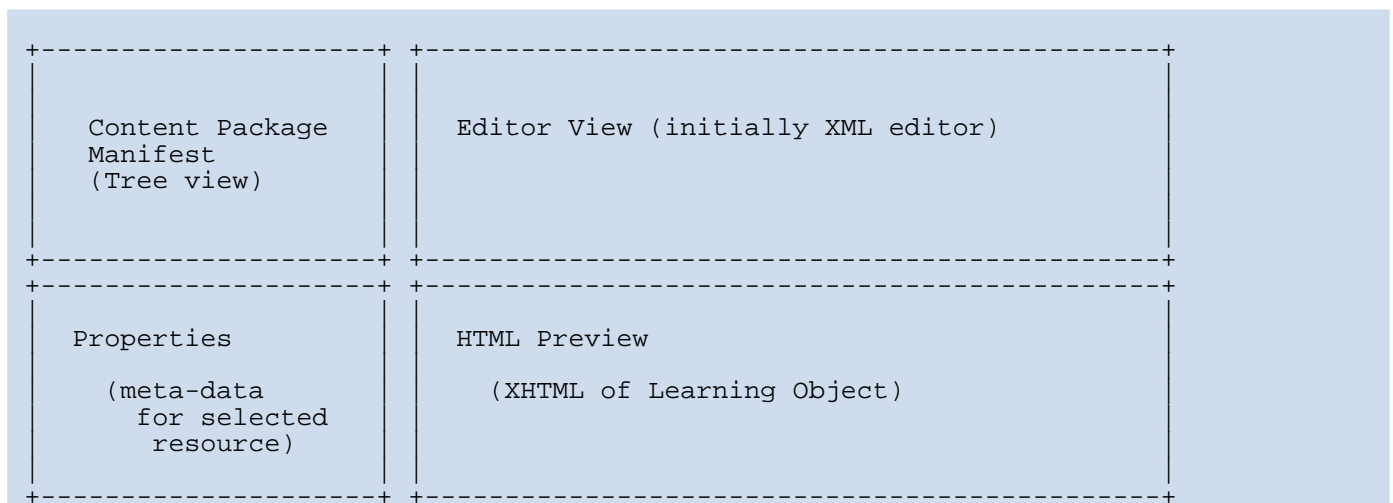 Content Package
Manifest
(Tree view)
Editor View (initially XML editor)
Properties
(meta-data
for selected
resource)
HTML Preview
(XHTML of Learning Object)